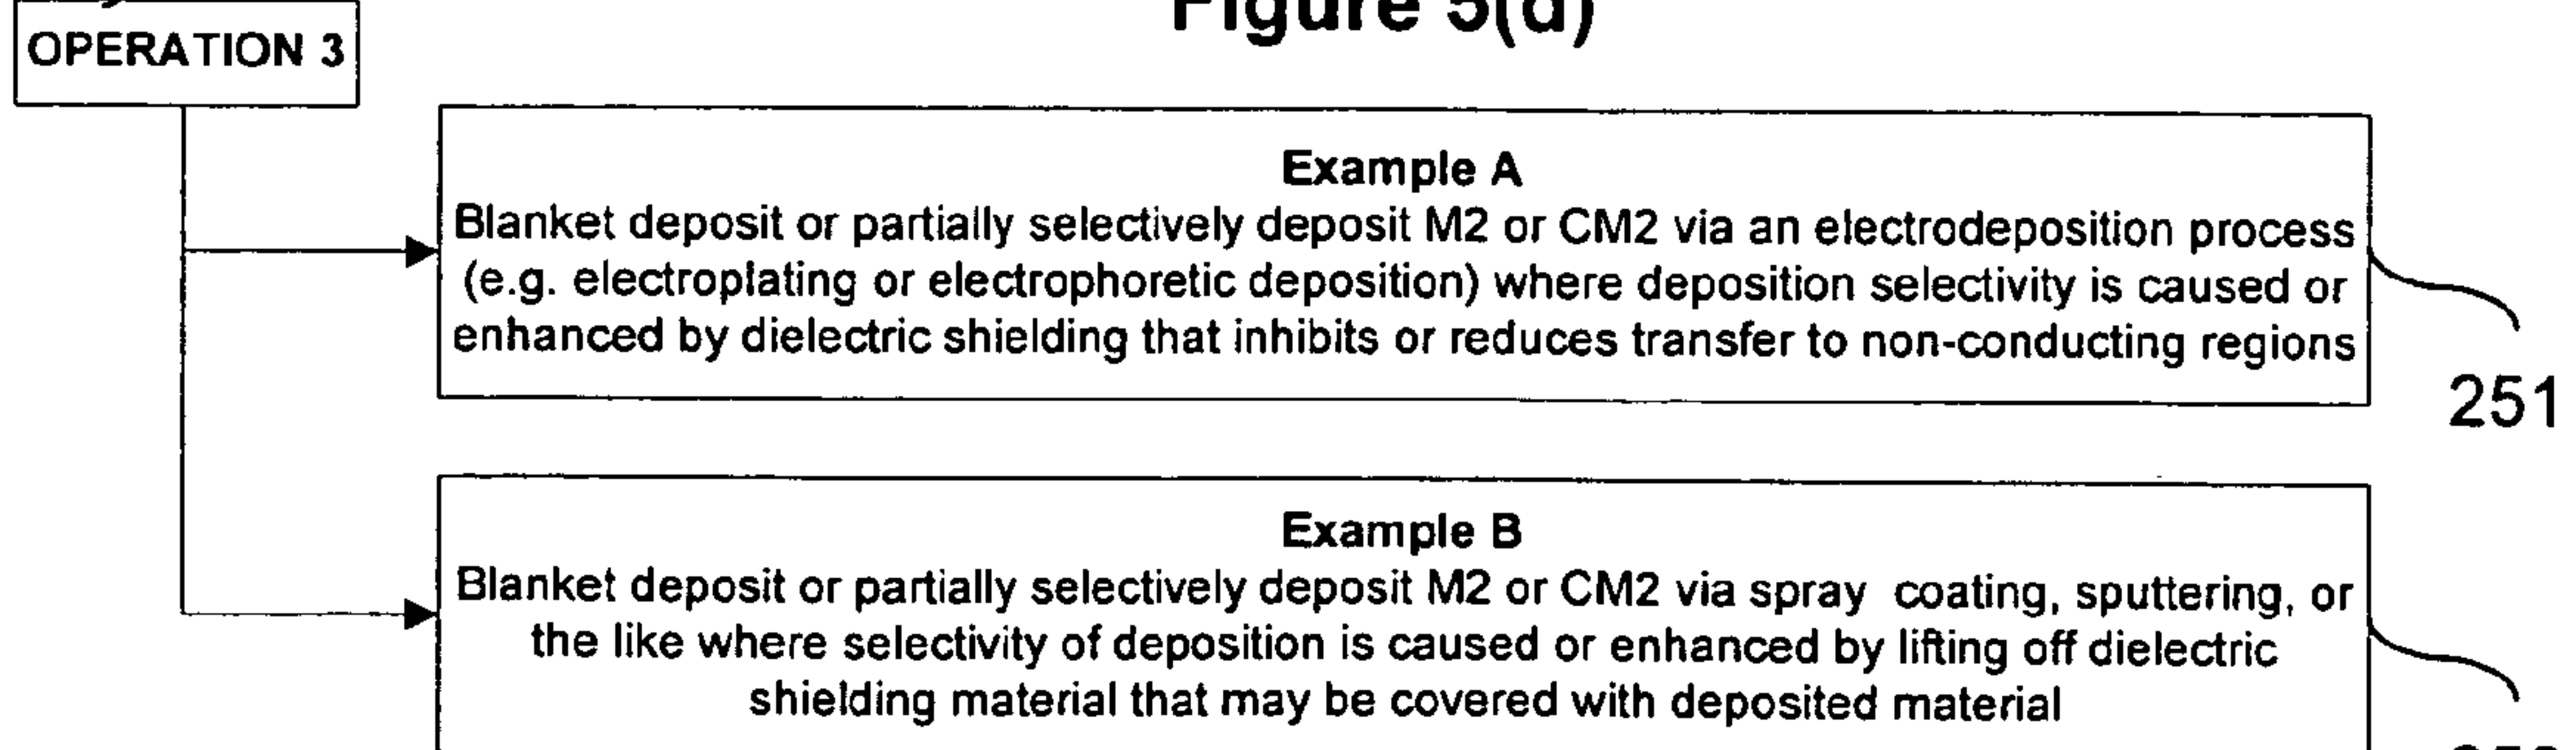 Figure 5(d)
OPERATION 3
Example A
Blanket deposit or partially selectively deposit M2 or CM2 via an electrodeposition process
(e.g. electroplating or electrophoretic deposition) where deposition selectivity is caused or
enhanced by dielectric shielding that inhibits or reduces transfer to non-conducting regions
251
Example B
Blanket deposit or partially selectively deposit M2 or CM2 via spray coating, sputtering, or
the like where selectivity of deposition is caused or enhanced by lifting off dielectric
shielding material that may be covered with deposited material